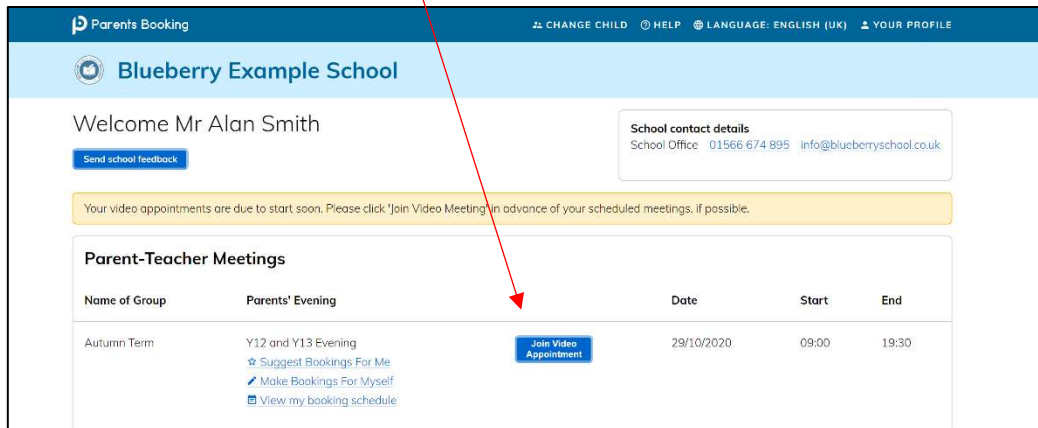 Parents Booking CHANGE CHILD HELP LANGUAGE: ENGLISH (UK) YOUR PROFILE
Blueberry Example School
Welcome Mr Alan Smith
Send school feedback
School contact details
School Office 01566 674 895 info@blueberryschool.co.uk
Your video appointments are due to start soon. Please click 'Join Video Meeting' in advance of your scheduled meetings, if possible.
Parent-Teacher Meetings
Name of Group Parents' Evening Date Start End
Autumn Term Y12 and Y13 Evening Join Video Appointment 29/10/2020 09:00 19:30
Suggest Bookings For Me
Make Bookings For Myself
View my booking schedule